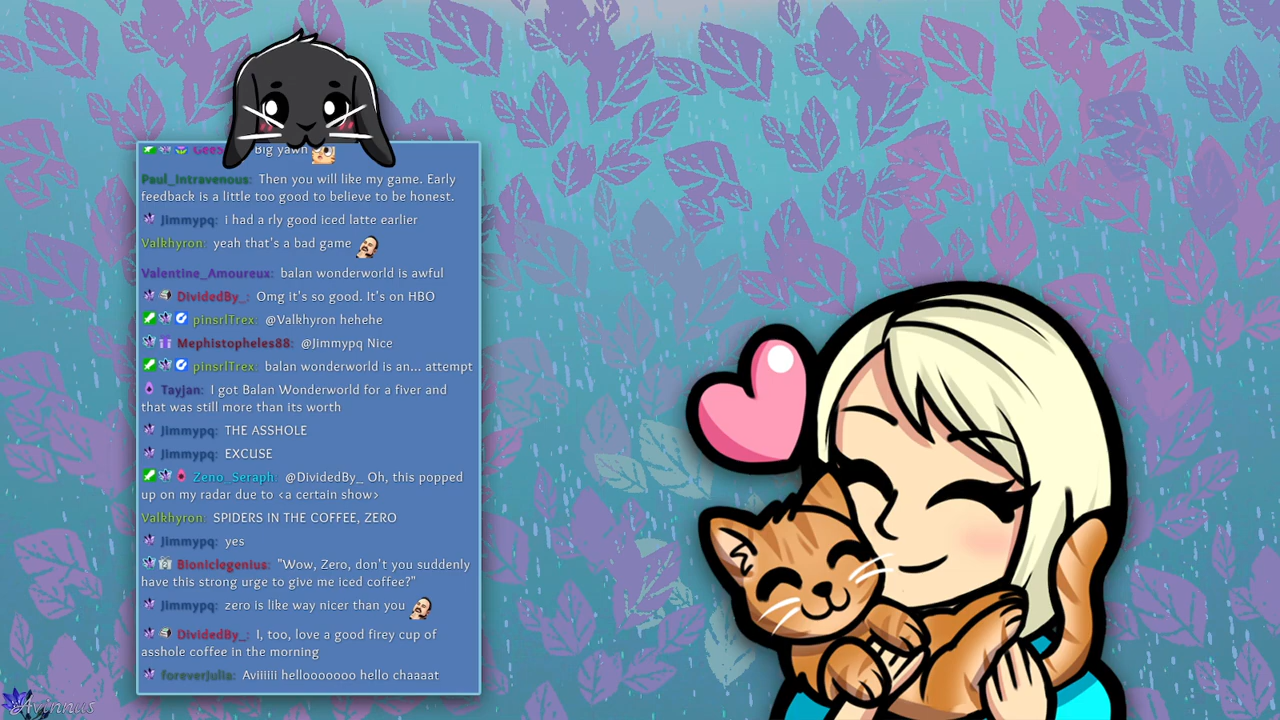 GeeS Big yawn
Paul_Intravenous: Then you will like my game. Early
feedback is a little too good to believe to be honest.
Jimmypq: i had a rly good iced latte earlier
Valkhyron: yeah that's a bad game
Valentine_Amoureux: balan wonderworld is awful
DividedBy_: Omg it's so good. It's on HBO
pinsrlTrex: @Valkhyron hehehe
Mephistopheles88: @Jimmypq Nice
pinsrlTrex: balan wonderworld is an... attempt
TayJan: I got Balan Wonderworld for a fiver and
that was still more than its worth
Jimmypq: THE ASSHOLE
Jimmypq: EXCUSE
Zeno_Seraph: @DividedBy_ Oh, this popped
up on my radar due to <a certain show>
Valkhyron: SPIDERS IN THE COFFEE, ZERO
Jimmypq: yes
Bioniclegenius: "Wow, Zero, don't you suddenly
have this strong urge to give me iced coffee?"
Jimmypq: zero is like way nicer than you
DividedBy_: I, too, love a good firey cup of
asshole coffee in the morning
foreverJulia: Aviiiiii hellooooooo hello chaaaat
Avinnus